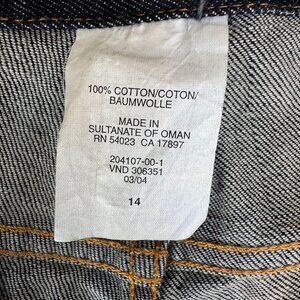 100% COTTON/COTON/
BAUMWOLLE
MADE IN
SULTANATE OF OMAN
RN 54023 CA 17897
204107-00-1
VND 306351
03/04
14